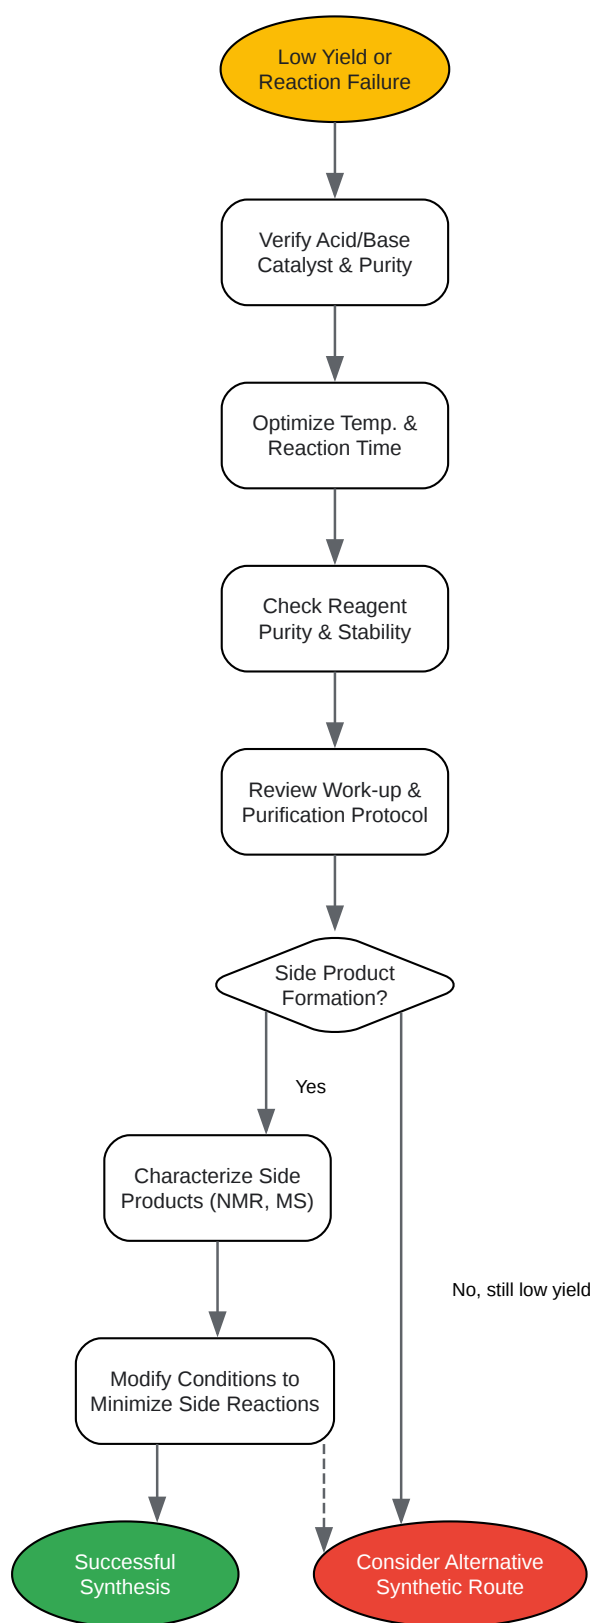 Low Yield or
Reaction Failure
Verify Acid/Base
Catalyst & Purity
Optimize Temp. &
Reaction Time
Check Reagent
Purity & Stability
Review Work-up &
Purification Protocol
Side Product
Formation?
Yes
Characterize Side
Products (NMR, MS)
No, still low yield
Modify Conditions to
Minimize Side Reactions
Successful
Synthesis
Consider Alternative
Synthetic Route